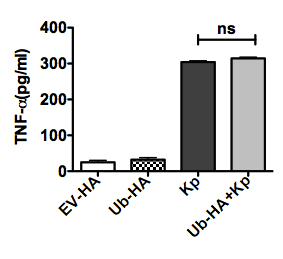 ns
TNF-α(pg/ml)
400
300
200
100
0
EV-HA
Ub-HA
Kp
Ub-HA+Kp